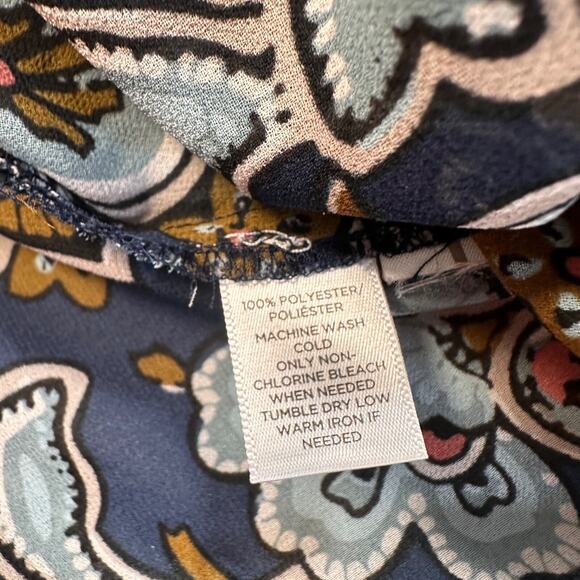 100% POLYESTER/
POLIÉSTER
MACHINE WASH
COLD
ONLY NON-
CHLORINE BLEACH
WHEN NEEDED
TUMBLE DRY LOW
WARM IRON IF
NEEDED